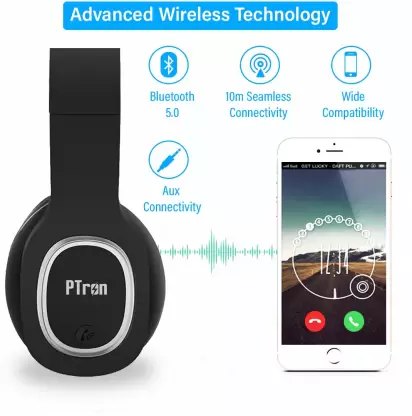 Advanced Wireless Technology
Bluetooth
5.0
10m Seamless
Connectivity
Wide
Compatibility
Aux
Connectivity
PTron
GET LUCKY - DAFT PU...